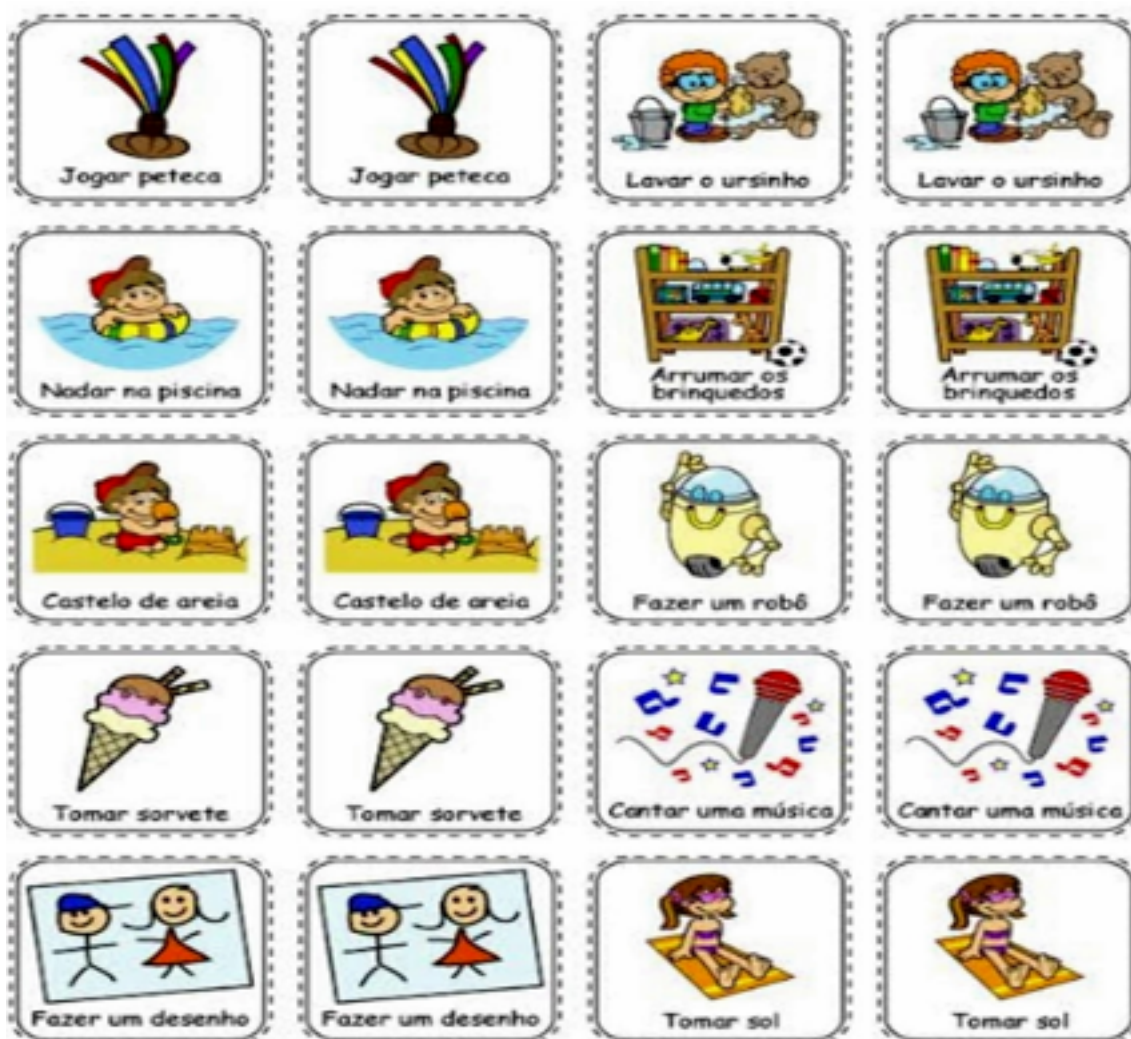 Jogar peteca
Jogar peteca
Lavar o ursinho
Lavar o ursinho
Nadar na piscina
Nadar na piscina
Arrumar os
brinquedos
Arrumar os
brinquedos
Castelo de areia
Castelo de areia
Fazer um robô
Fazer um robô
Tomar sorvete
Tomar sorvete
Cantar uma música
Cantar uma música
Fazer um desenho
Fazer um desenho
Tomar sol
Tomar sol